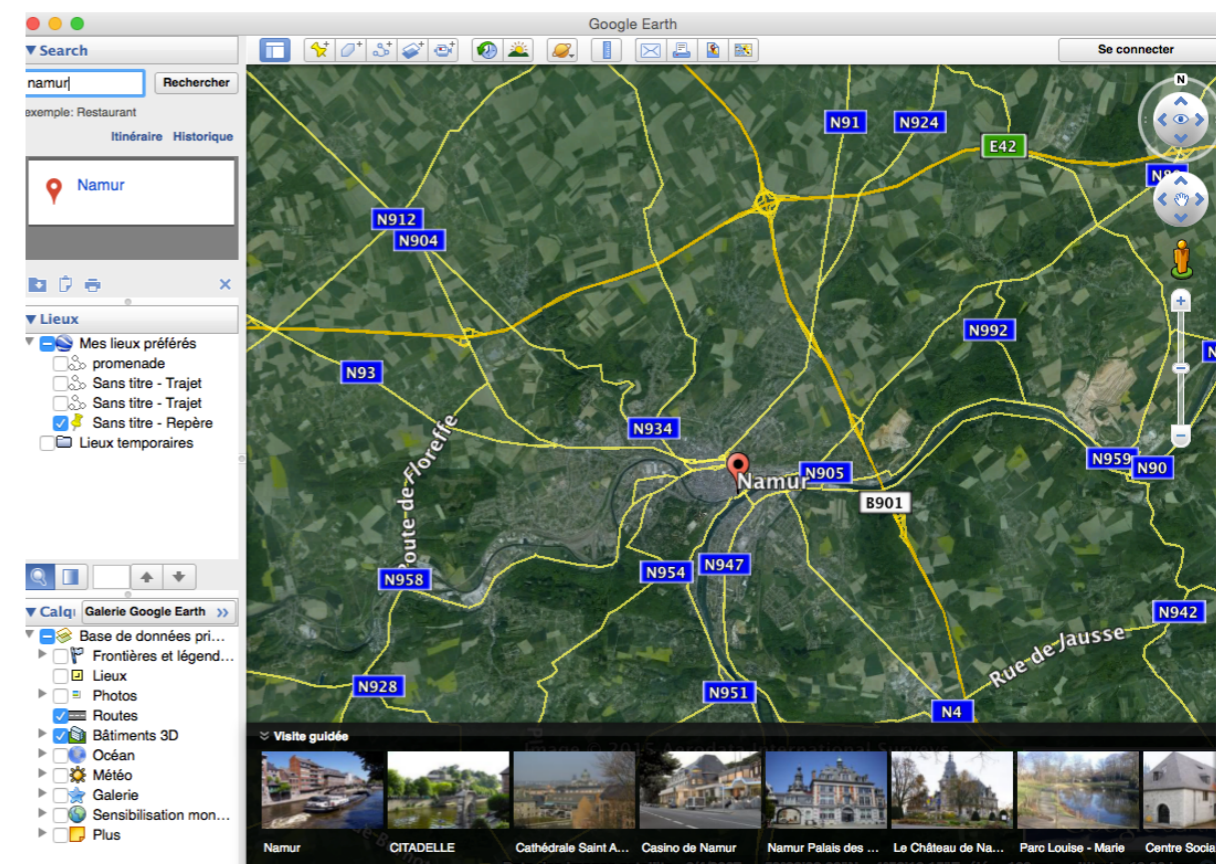 Google Earth
Search
Se connecter
namur
Rechercher
exemple: Restaurant
Itinéraire Historique
Namur
Lieux
Mes lieux préférés
promenade
Sans titre - Trajet
Sans titre - Trajet
Sans titre - Repère
Lieux temporaires
Galerie Google Earth
Base de données pri...
Frontières et légend...
Lieux
Photos
Routes
Bâtiments 3D
Océan
Météo
Galerie
Sensibilisation mon...
Plus
N
N91
N924
E42
N912
N904
N992
N93
N934
Route de Floreffe
Namur
N905
N959
N90
B901
N958
N954
N947
N942
Rue de Jausse
N928
N951
N4
Visite guidée
Namur
CITADELLE
Cathédrale Saint A...
Casino de Namur
Namur Palais des ...
Le Château de Na...
Parc Louise - Marie
Centre Socia